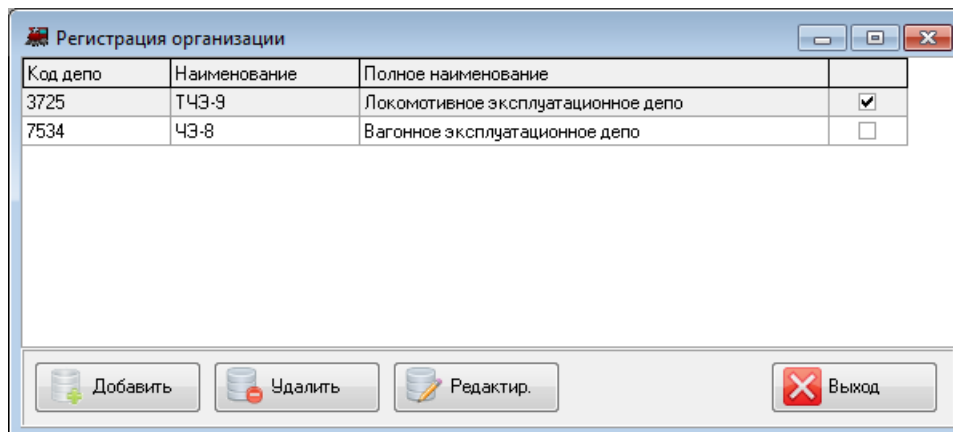 Регистрация организации
Код депо Наименование Полное наименование
3725 ТЧЭ-9 Локомотивное эксплуатационное депо
7534 ЧЭ-8 Вагонное эксплуатационное депо
Добавить Удалить Редактир. Выход